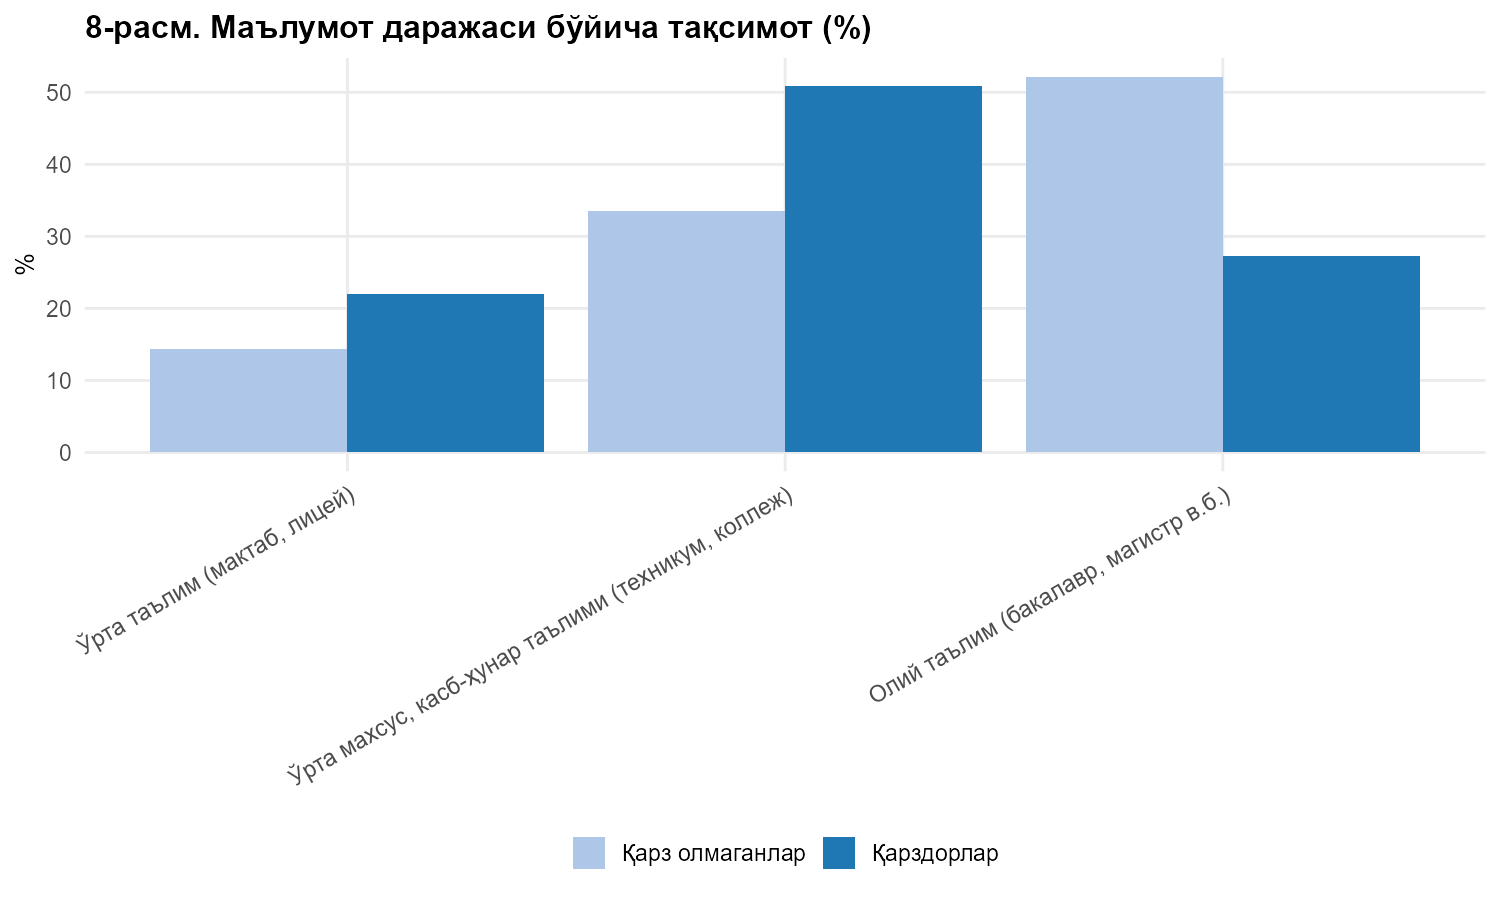 8-расм. Маълумот даражаси бўйича тақсимот (%)
%
50
40
30
20
10
0
Ўрта таълим (мактаб, лицей)
Ўрта махсус, касб-ҳунар таълими (техникум, коллеж)
Олий таълим (бакалавр, магистр в.б.)
Қарз олмаганлар
Қарздорлар